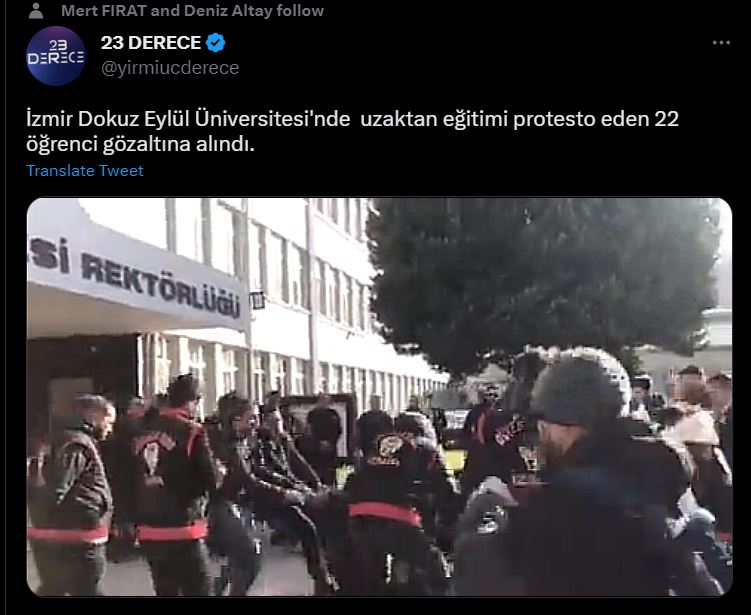 Mert FIRAT and Deniz Altay follow
23
DERECE
23 DERECE
@yirmiucderece
İzmir Dokuz Eylül Üniversitesi'nde uzaktan eğitimi protesto eden 22
öğrenci gözaltına alındı.
Translate Tweet
Sİ REKTÖRLÜĞÜ